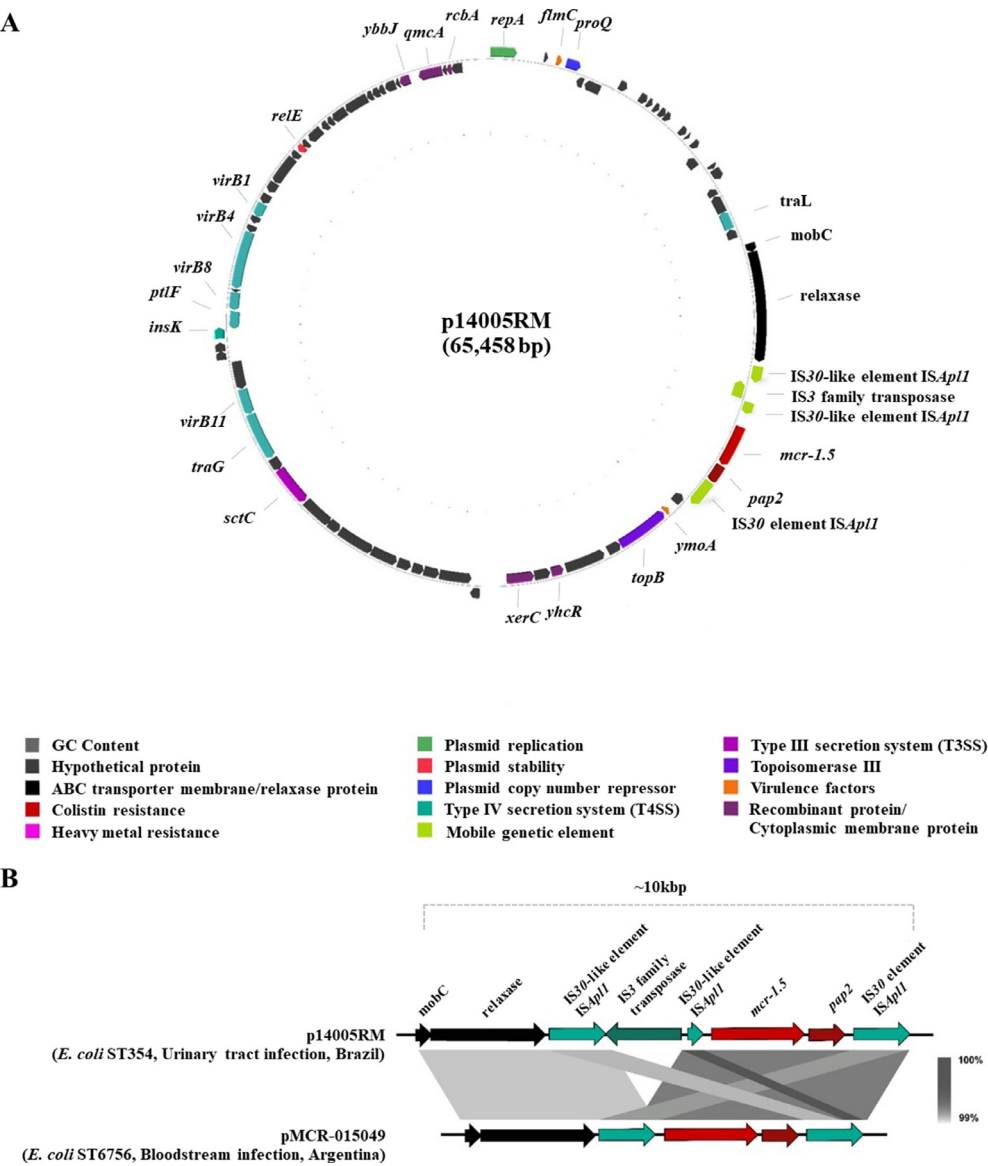 A
ybbJ
qmcA
rcbA
repA
flmC
proQ
relE
virB1
virB4
virB8
ptlF
insK
virB11
traG
sctC
traL
mobC
relaxase
IS30-like element ISApl1
IS3 family transposase
IS30-like element ISApl1
mcr-1.5
pap2
IS30 element ISApl1
ymoA
topB
yhcR
xerC
p14005RM
(65,458 bp)
GC Content
Hypothetical protein
ABC transporter membrane/relaxase protein
Colistin resistance
Heavy metal resistance
Plasmid replication
Plasmid stability
Plasmid copy number repressor
Type IV secretion system (T4SS)
Mobile genetic element
Type III secretion system (T3SS)
Topoisomerase III
Virulence factors
Recombinant protein/
Cytoplasmic membrane protein
B
~10kbp
mobC
relaxase
IS30-like element
ISApl1
IS3 family
transposase
IS30-like element
ISApl1
mcr-1.5
pap2
IS30 element
ISApl1
p14005RM
(E. coli ST354, Urinary tract infection, Brazil)
100%
99%
pMCR-015049
(E. coli ST6756, Bloodstream infection, Argentina)